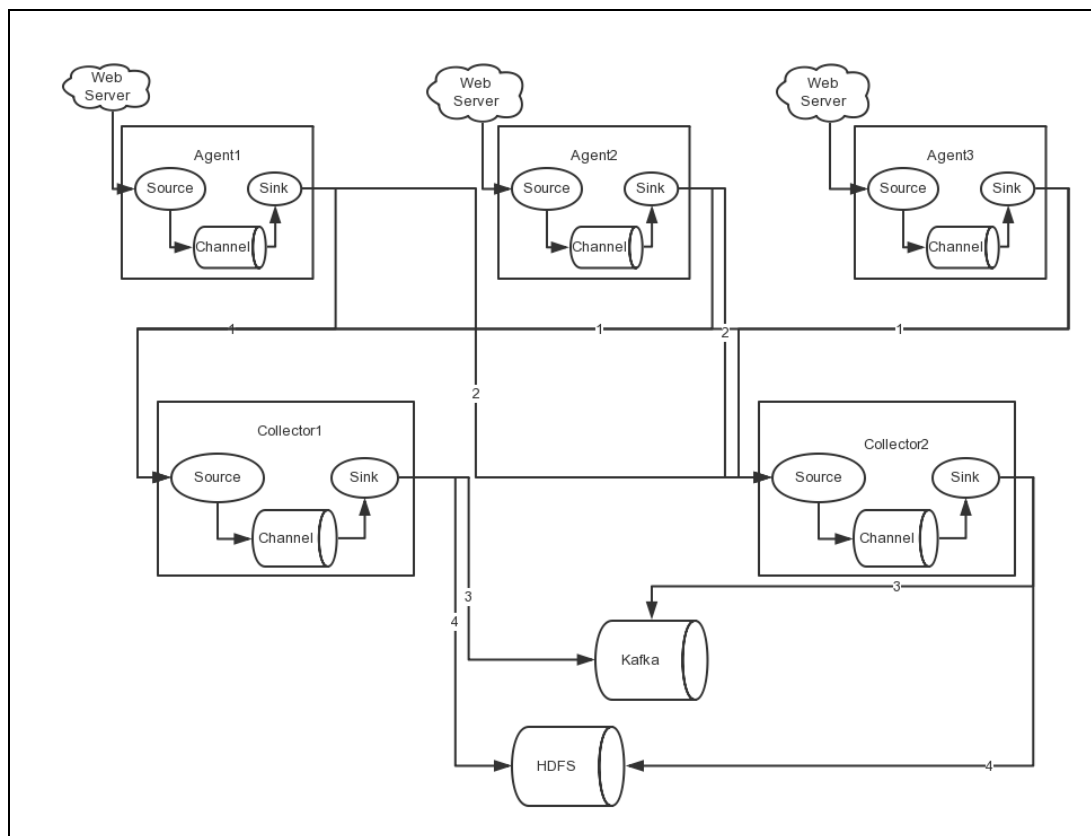 Web
Server
Web
Server
Web
Server
Agent1
Agent2
Agent3
Source
Sink
Source
Sink
Source
Sink
Channel
Channel
Channel
1
1
2
1
2
Collector1
Collector2
Source
Sink
Source
Sink
Channel
Channel
3
3
4
Kafka
HDFS
4